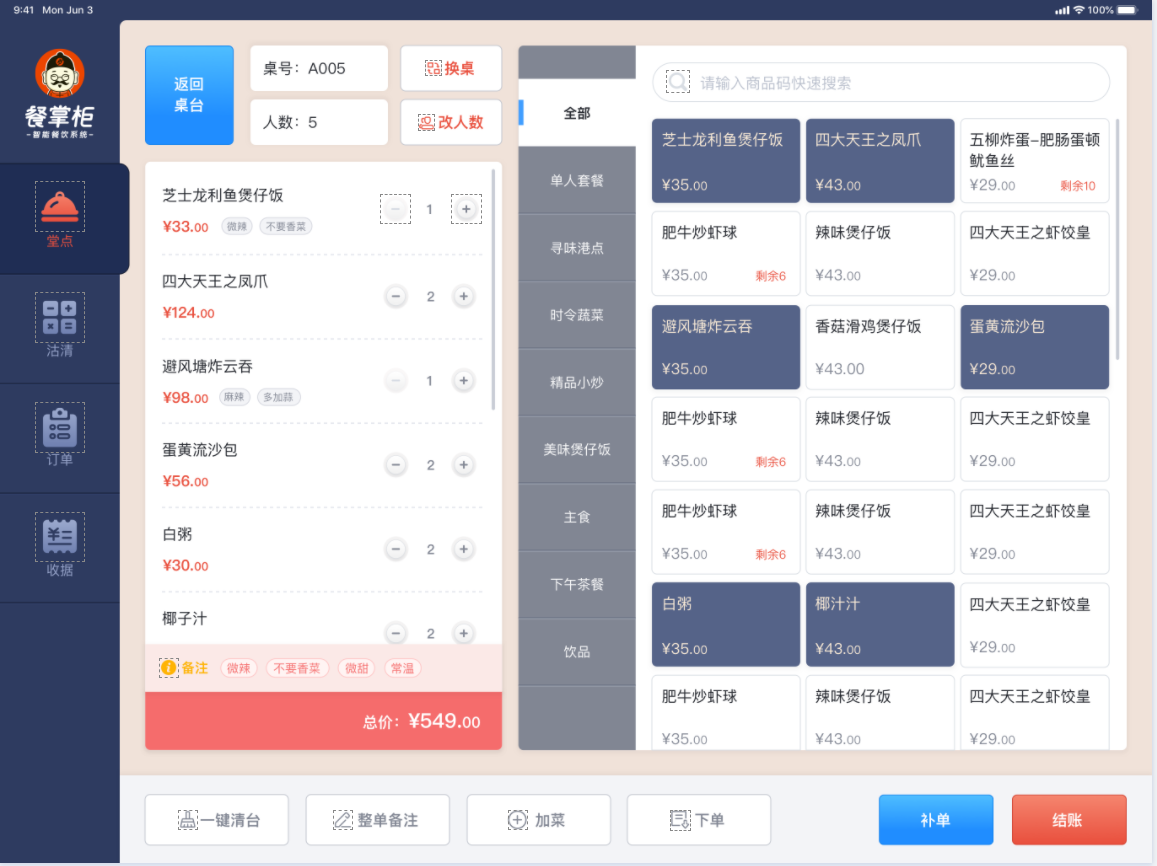 9:41 Mon Jun 3
100%
餐掌柜
-智能餐饮系统-
堂点
沽清
订单
收据
返回
桌台
桌号：A005
换桌
人数：5
改人数
芝士龙利鱼煲仔饭
¥33.00 微辣 不要香菜
1
四大天王之凤爪
¥124.00
2
避风塘炸云吞
¥98.00 麻辣 多加蒜
1
蛋黄流沙包
¥56.00
2
白粥
¥30.00
2
椰子汁
2
备注 微辣 不要香菜 微甜 常温
总价：¥549.00
全部
单人套餐
寻味港点
时令蔬菜
精品小炒
美味煲仔饭
主食
下午茶餐
饮品
请输入商品码快速搜索
芝士龙利鱼煲仔饭
¥35.00
四大天王之凤爪
¥43.00
五柳炸蛋-肥肠蛋顿
鱿鱼丝
¥29.00 剩余10
肥牛炒虾球
¥35.00 剩余6
辣味煲仔饭
¥43.00
四大天王之虾饺皇
¥29.00
避风塘炸云吞
¥35.00
香菇滑鸡煲仔饭
¥43.00
蛋黄流沙包
¥29.00
肥牛炒虾球
¥35.00 剩余6
辣味煲仔饭
¥43.00
四大天王之虾饺皇
¥29.00
肥牛炒虾球
¥35.00 剩余6
辣味煲仔饭
¥43.00
四大天王之虾饺皇
¥29.00
白粥
¥35.00
椰汁汁
¥43.00
四大天王之虾饺皇
¥29.00
肥牛炒虾球
¥35.00
辣味煲仔饭
¥43.00
四大天王之虾饺皇
¥29.00
一键清台
整单备注
加菜
下单
补单
结账